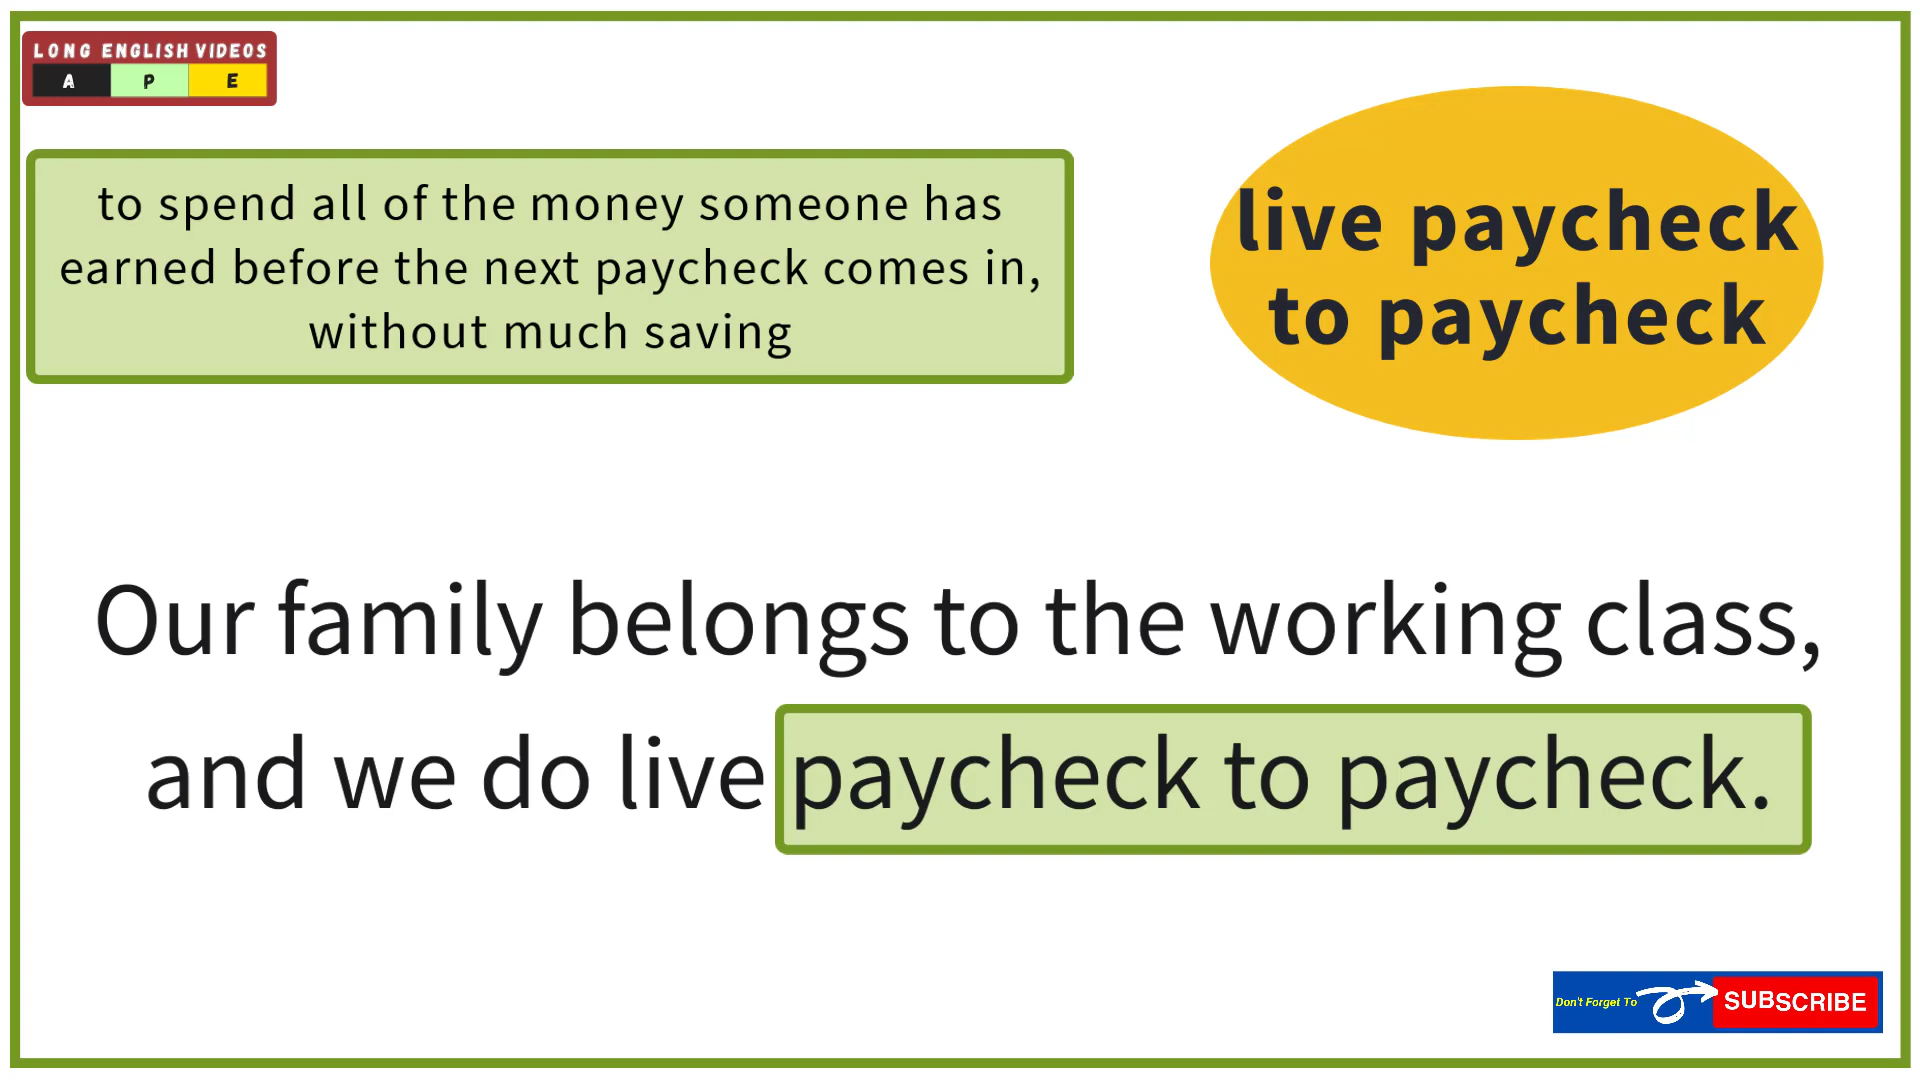 LONG ENGLISH VIDEOS
A P E
to spend all of the money someone has
earned before the next paycheck comes in,
without much saving
live paycheck
to paycheck
Our family belongs to the working class,
and we do live paycheck to paycheck.
Don't Forget To SUBSCRIBE